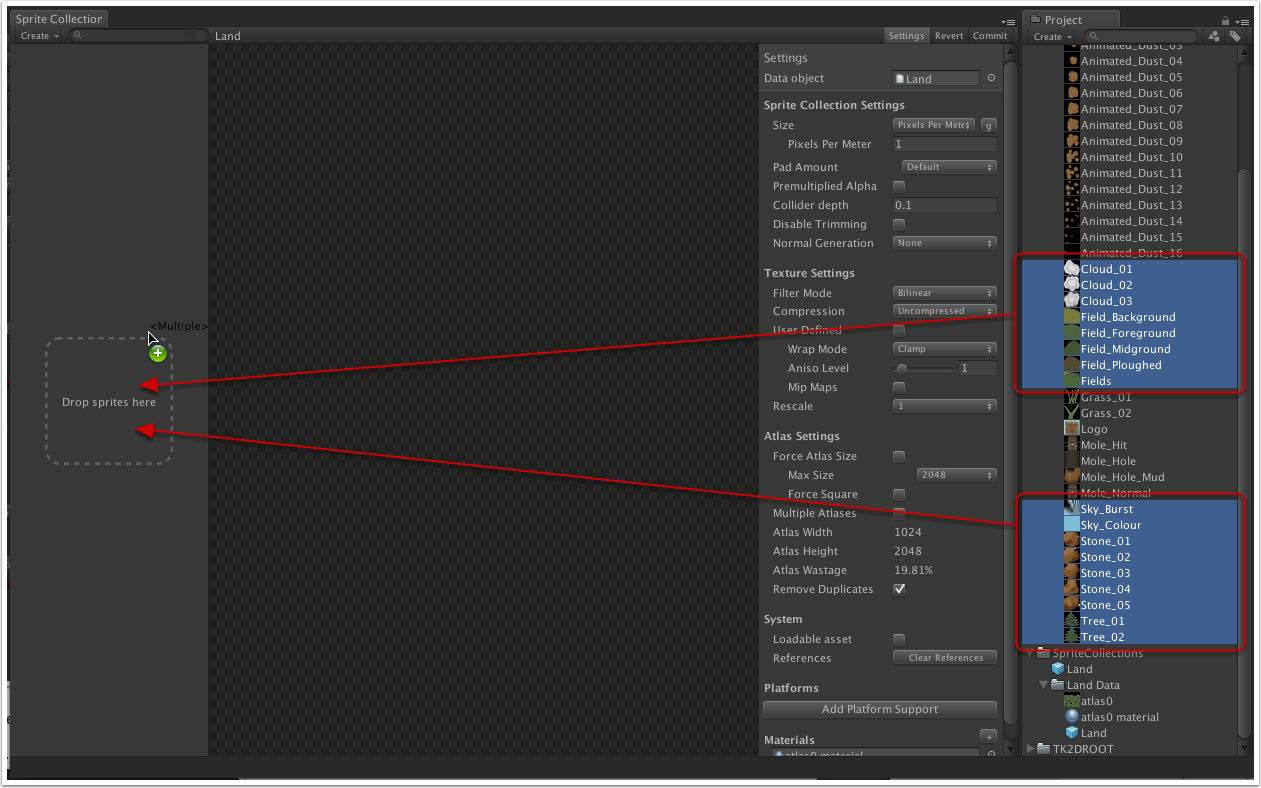 Sprite Collection
Create
Land
Settings
Revert
Commit
<Multiple>
Drop sprites here
Settings
Data object
Land
Sprite Collection Settings
Size
Pixels Per Mete
g
Pixels Per Meter
1
Pad Amount
Default
Premultiplied Alpha
Collider depth
0.1
Disable Trimming
Normal Generation
None
Texture Settings
Filter Mode
Bilinear
Compression
Uncompressed
User Defined
Wrap Mode
Clamp
Aniso Level
1
Mip Maps
Rescale
1
Atlas Settings
Force Atlas Size
Max Size
2048
Force Square
Multiple Atlases
Atlas Width
1024
Atlas Height
2048
Atlas Wastage
19.81%
Remove Duplicates
System
Loadable asset
References
Clear References
Platforms
Add Platform Support
Materials
+
atlas0 material
Project
Create
Animated_Dust_03
Animated_Dust_04
Animated_Dust_05
Animated_Dust_06
Animated_Dust_07
Animated_Dust_08
Animated_Dust_09
Animated_Dust_10
Animated_Dust_11
Animated_Dust_12
Animated_Dust_13
Animated_Dust_14
Animated_Dust_15
Animated_Dust_16
Cloud_01
Cloud_02
Cloud_03
Field_Background
Field_Foreground
Field_Midground
Field_Ploughed
Fields
Grass_01
Grass_02
Logo
Mole_Hit
Mole_Hole
Mole_Hole_Mud
Mole_Normal
Sky_Burst
Sky_Colour
Stone_01
Stone_02
Stone_03
Stone_04
Stone_05
Tree_01
Tree_02
SpriteCollections
Land
Land Data
atlas0
atlas0 material
Land
TK2DROOT